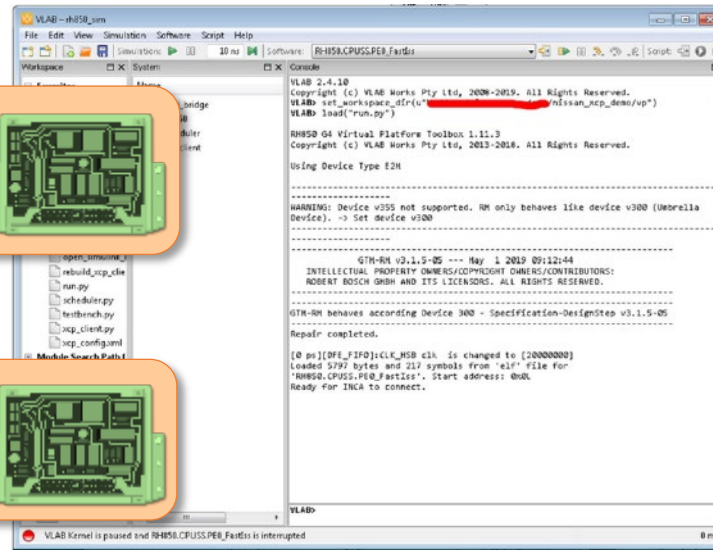 VLAB - rh850_sim
File Edit View Simulation Software Script Help
Simulation: 10 ns Software: RH850.CPUSS.PE0_FastIss Script:
Workspace System Console
Name
_bridge
duler
client
open_simulink_
rebuild_xcp_clie
run.py
scheduler.py
testbench.py
xcp_client.py
xcp_config.xml
Module Search Path (
VLAB 2.4.10
Copyright (c) VLAB Works Pty Ltd, 2008-2019. All Rights Reserved.
VLAB> set_workspace_dir(u" /nissan_xcp_demo/vp")
VLAB> load("run.py")
RH850 G4 Virtual Platform Toolbox 1.11.3
Copyright (c) VLAB Works Pty Ltd, 2013-2018. All Rights Reserved.
Using Device Type E2H
WARNING: Device v355 not supported. RM only behaves like device v300 (Umbrella
Device). -> Set device v300
GTM-RM v3.1.5-05 --- May 1 2019 09:12:44
INTELLECTUAL PROPERTY OWNERS/COPYRIGHT OWNERS/CONTRIBUTORS:
ROBERT BOSCH GMBH AND ITS LICENSORS. ALL RIGHTS RESERVED.
GTM-RM behaves according Device 300 - Specification-DesignStep v3.1.5-05
Repair completed.
[0 ps][DFE_FIFO]:CLK_HSB clk is changed to [20000000]
Loaded 5797 bytes and 217 symbols from 'elf' file for
'RH850.CPUSS.PE0_FastIss'. Start address: 0x0L
Ready for INCA to connect.
VLAB>
VLAB Kernel is paused and RH850.CPUSS.PE0_FastIss is interrupted